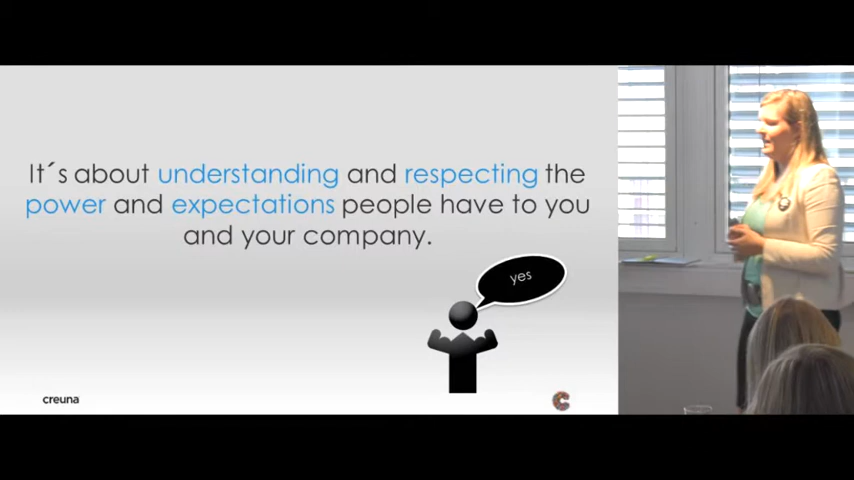 It´s about understanding and respecting the
power and expectations people have to you
and your company.
yes
creuna